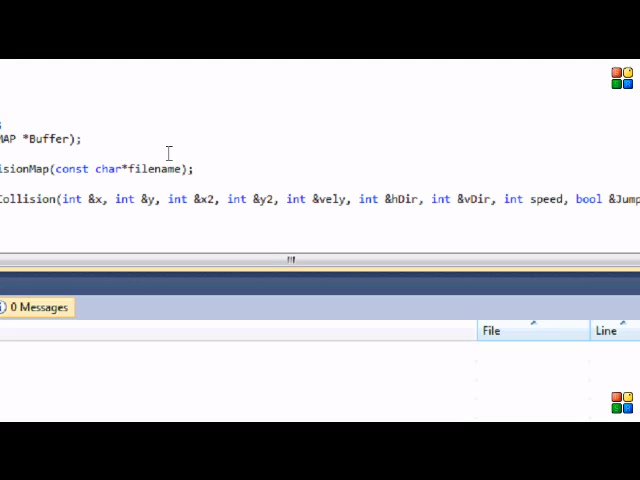 MAP *Buffer);
isionMap(const char*filename);
Collision(int &x, int &y, int &x2, int &y2, int &vely, int &hDir, int &vDir, int speed, bool &Jump
0 Messages
File
Line